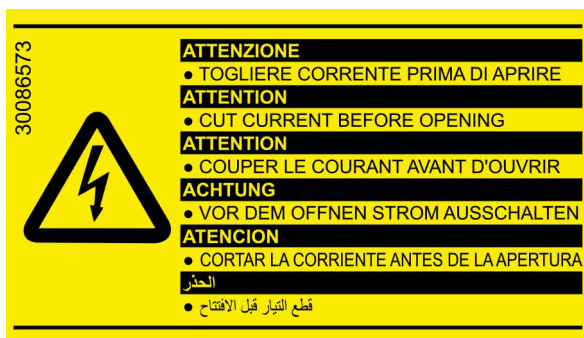 30086573
ATTENZIONE
● TOGLIERE CORRENTE PRIMA DI APRIRE
ATTENTION
● CUT CURRENT BEFORE OPENING
ATTENTION
● COUPER LE COURANT AVANT D'OUVRIR
ACHTUNG
● VOR DEM OFFNEN STROM AUSSCHALTEN
ATENCION
● CORTAR LA CORRIENTE ANTES DE LA APERTURA
الحذر
● قطع التيار قبل الافتتاح